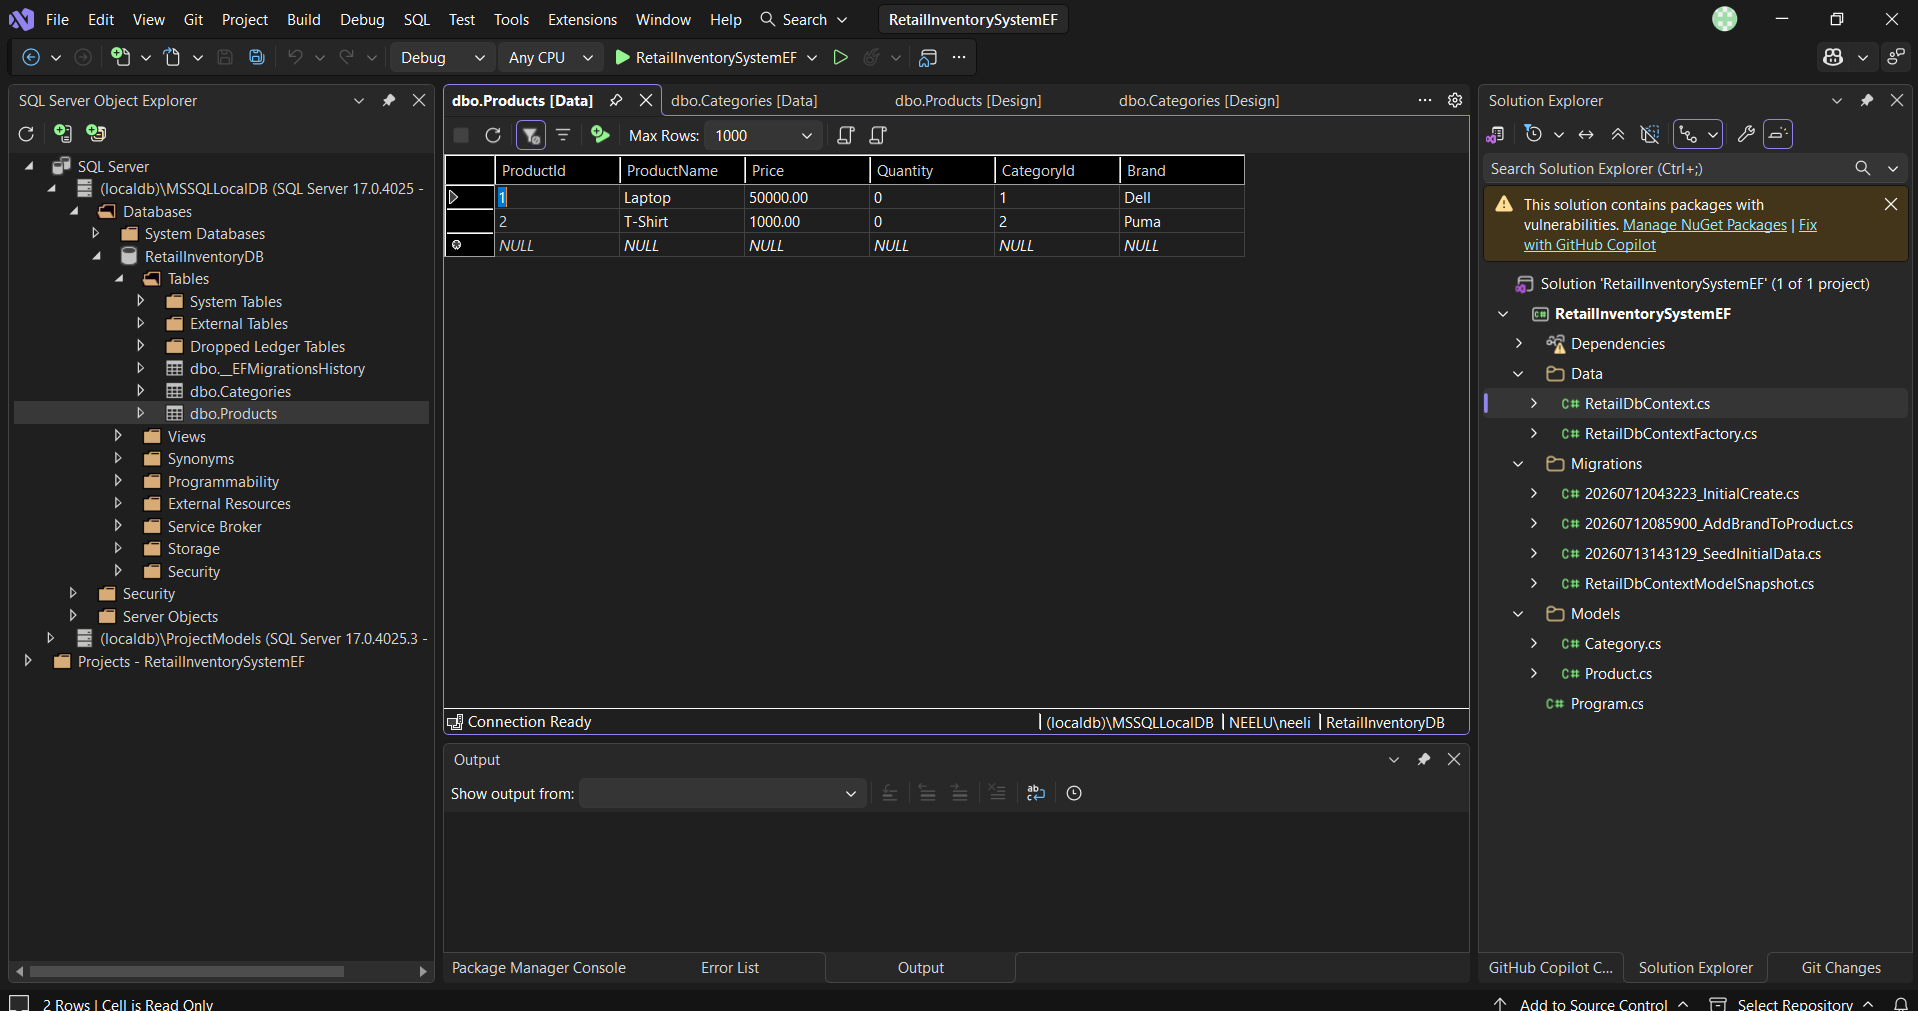 File Edit View Git Project Build Debug SQL Test Tools Extensions Window Help Search RetailInventorySystemEF
Debug Any CPU RetailInventorySystemEF
SQL Server Object Explorer
SQL Server
(localdb)\MSSQLLocalDB (SQL Server 17.0.4025 -
Databases
System Databases
RetailInventoryDB
Tables
System Tables
External Tables
Dropped Ledger Tables
dbo.__EFMigrationsHistory
dbo.Categories
dbo.Products
Views
Synonyms
Programmability
External Resources
Service Broker
Storage
Security
Security
Server Objects
(localdb)\ProjectModels (SQL Server 17.0.4025.3 -
Projects - RetailInventorySystemEF
dbo.Products [Data] dbo.Categories [Data] dbo.Products [Design] dbo.Categories [Design]
Max Rows: 1000
ProductId ProductName Price Quantity CategoryId Brand
1 Laptop 50000.00 0 1 Dell
2 T-Shirt 1000.00 0 2 Puma
NULL NULL NULL NULL NULL NULL
Connection Ready (localdb)\MSSQLLocalDB NEELU\neeli RetailInventoryDB
Output
Show output from:
Package Manager Console Error List Output
Solution Explorer
Search Solution Explorer (Ctrl+;)
This solution contains packages with
vulnerabilities. Manage NuGet Packages | Fix
with GitHub Copilot
Solution 'RetailInventorySystemEF' (1 of 1 project)
C# RetailInventorySystemEF
Dependencies
Data
C# RetailDbContext.cs
C# RetailDbContextFactory.cs
Migrations
C# 20260712043223_InitialCreate.cs
C# 20260712085900_AddBrandToProduct.cs
C# 20260713143129_SeedInitialData.cs
C# RetailDbContextModelSnapshot.cs
Models
C# Category.cs
C# Product.cs
C# Program.cs
GitHub Copilot C... Solution Explorer Git Changes
2 Rows | Cell is Read Only Add to Source Control Select Repository